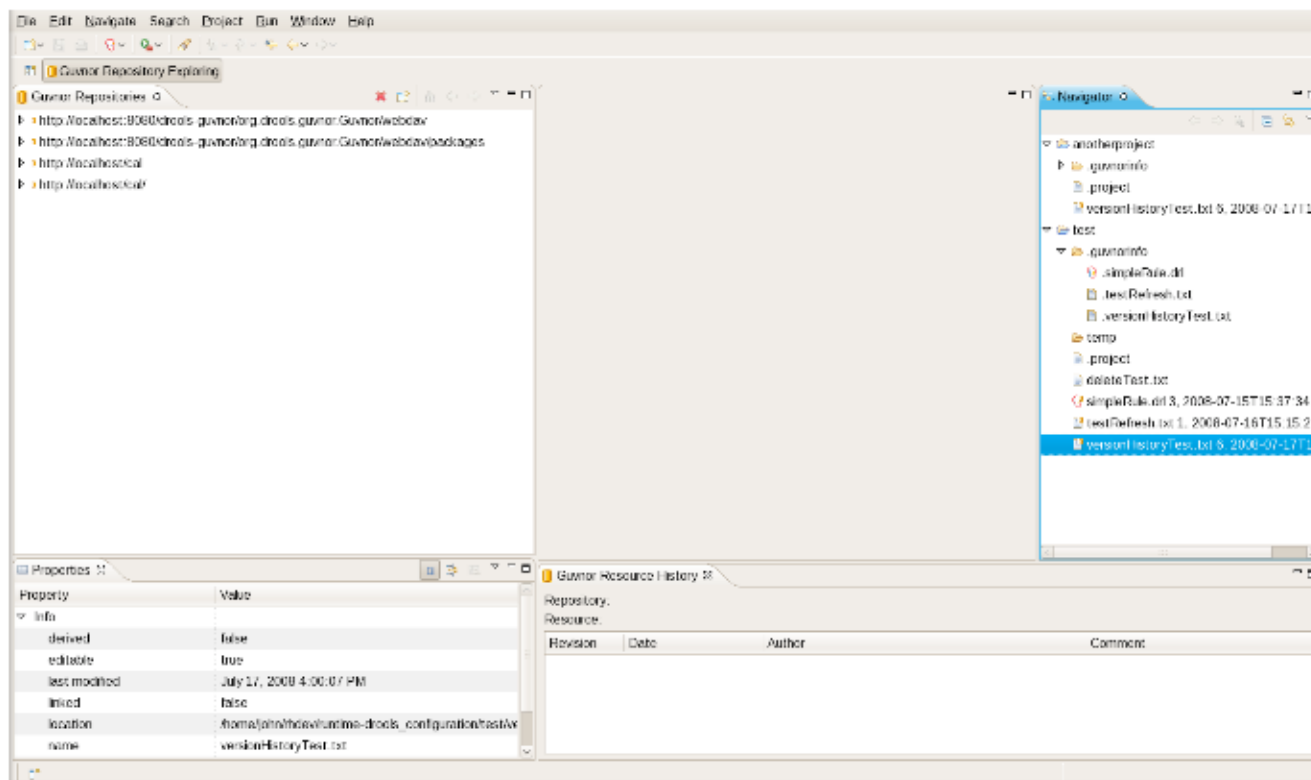 File Edit Navigate Search Project Run Window Help
Guvnor Repository Exploring
Guvnor Repositories
http://localhost:8080/drools-guvnor/org.drools.guvnor.Guvnor/webdav
http://localhost:8080/drools-guvnor/org.drools.guvnor.Guvnor/webdav/packages
http://localhost/cal
http://localhost/cal/
Navigator
anotherproject
.guvnorinfo
.project
versionHistoryTest.txt 6, 2008-07-17T1
test
.guvnorinfo
.simpleRule.drl
.testRefresh.txt
.versionHistoryTest.txt
temp
.project
deleteTest.txt
simpleRule.drl 3, 2008-07-15T15:37:34
testRefresh.txt 1, 2008-07-16T15:15:2
versionHistoryTest.txt 6, 2008-07-17T1
Properties
Property Value
Info
derived false
editable true
last modified July 17, 2008 4:00:07 PM
linked false
location /home/john/rhdev/runtime-drools_configuration/test/ve
name versionHistoryTest.txt
Guvnor Resource History
Repository:
Resource:
Revision Date Author Comment